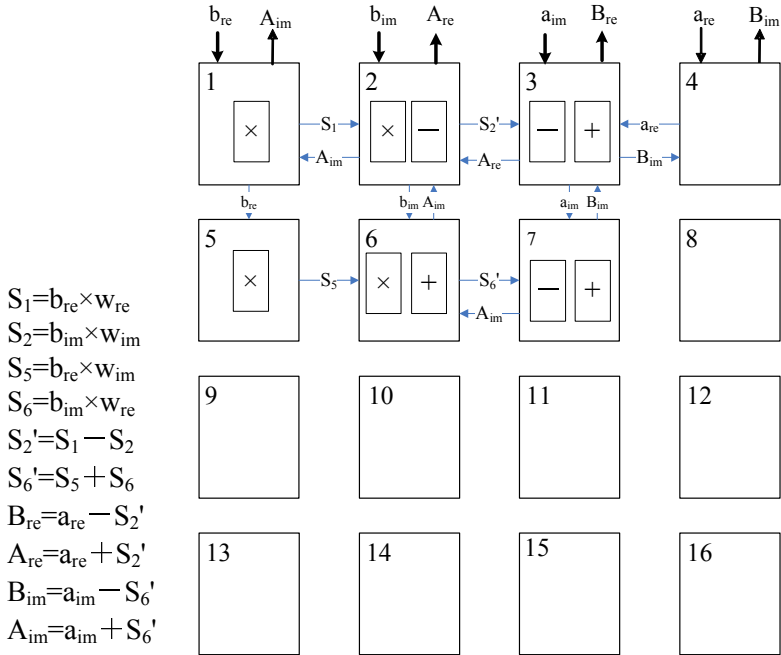 b_re A_im b_im A_re a_im B_re a_re B_im
1 2 3 4
× × − − +
S_1 S_2' a_re
A_im A_re B_im
b_re b_im A_im a_im B_im
5 6 7 8
× × + − +
S_5 S_6'
A_im
9 10 11 12
13 14 15 16
S_1=b_re×w_re
S_2=b_im×w_im
S_5=b_re×w_im
S_6=b_im×w_re
S_2'=S_1−S_2
S_6'=S_5+S_6
B_re=a_re−S_2'
A_re=a_re+S_2'
B_im=a_im−S_6'
A_im=a_im+S_6'